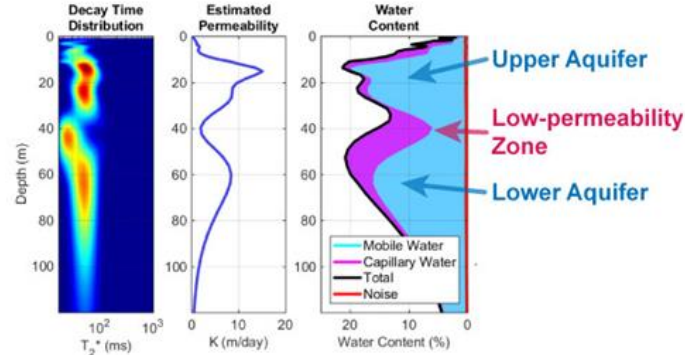 Decay Time
Distribution
Estimated
Permeability
Water
Content
0
20
40
60
80
100
Depth (m)
10²
10³
T₂* (ms)
0
20
40
60
80
100
0
10
20
K (m/day)
0
20
40
60
80
100
20
10
0
Water Content (%)
Mobile Water
Capillary Water
Total
Noise
Upper Aquifer
Low-permeability
Zone
Lower Aquifer